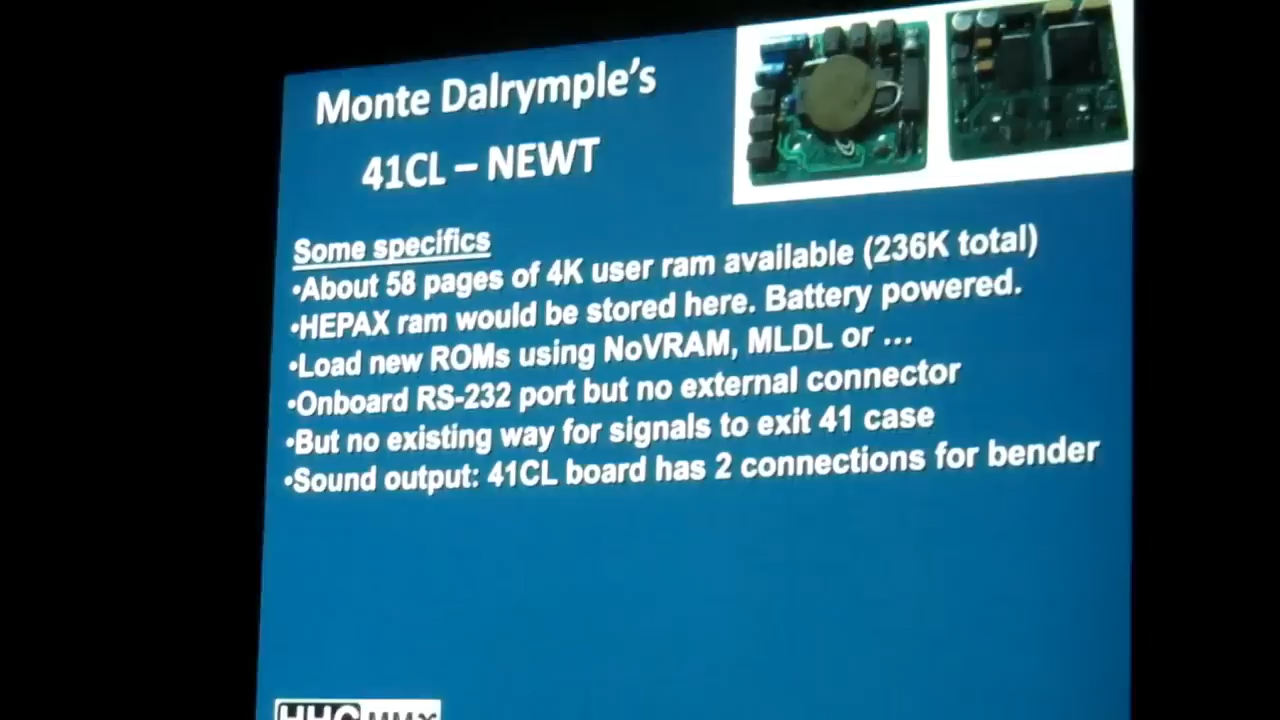 Monte Dalrymple's
41CL – NEWT
Some specifics
•About 58 pages of 4K user ram available (236K total)
•HEPAX ram would be stored here. Battery powered.
•Load new ROMs using NoVRAM, MLDL or ...
•Onboard RS-232 port but no external connector
•But no existing way for signals to exit 41 case
•Sound output: 41CL board has 2 connections for bender
HHC MMX